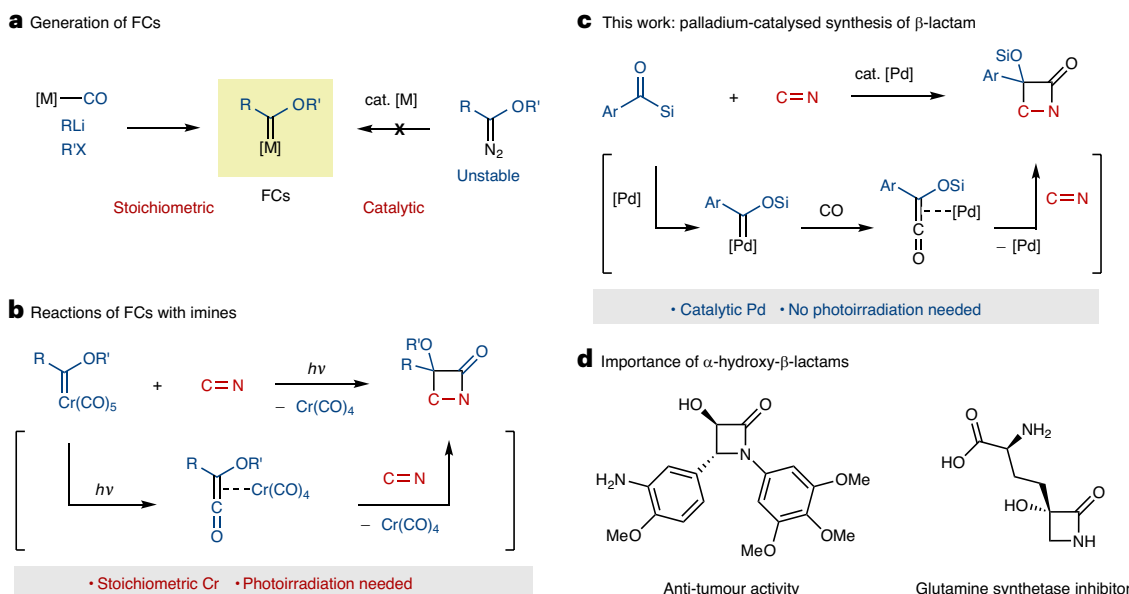 a Generation of FCs
[M]—CO
RLi
R'X
Stoichiometric
R
OR'
[M]
FCs
cat. [M]
X
Catalytic
R
OR'
N2
Unstable
b Reactions of FCs with imines
R
OR'
Cr(CO)5
+
C=N
hν
– Cr(CO)4
R'O
R
O
C–N
hν
R
OR'
Cr(CO)4
C
O
C=N
– Cr(CO)4
• Stoichiometric Cr • Photoirradiation needed
c This work: palladium-catalysed synthesis of β-lactam
O
Ar
Si
+
C=N
cat. [Pd]
SiO
Ar
O
C–N
[Pd]
Ar
OSi
[Pd]
CO
Ar
OSi
[Pd]
C
O
– [Pd]
C=N
• Catalytic Pd • No photoirradiation needed
d Importance of α-hydroxy-β-lactams
HO
O
N
H2N
MeO
OMe
OMe
MeO
Anti-tumour activity
O
NH2
HO
HO
O
NH
Glutamine synthetase inhibitor